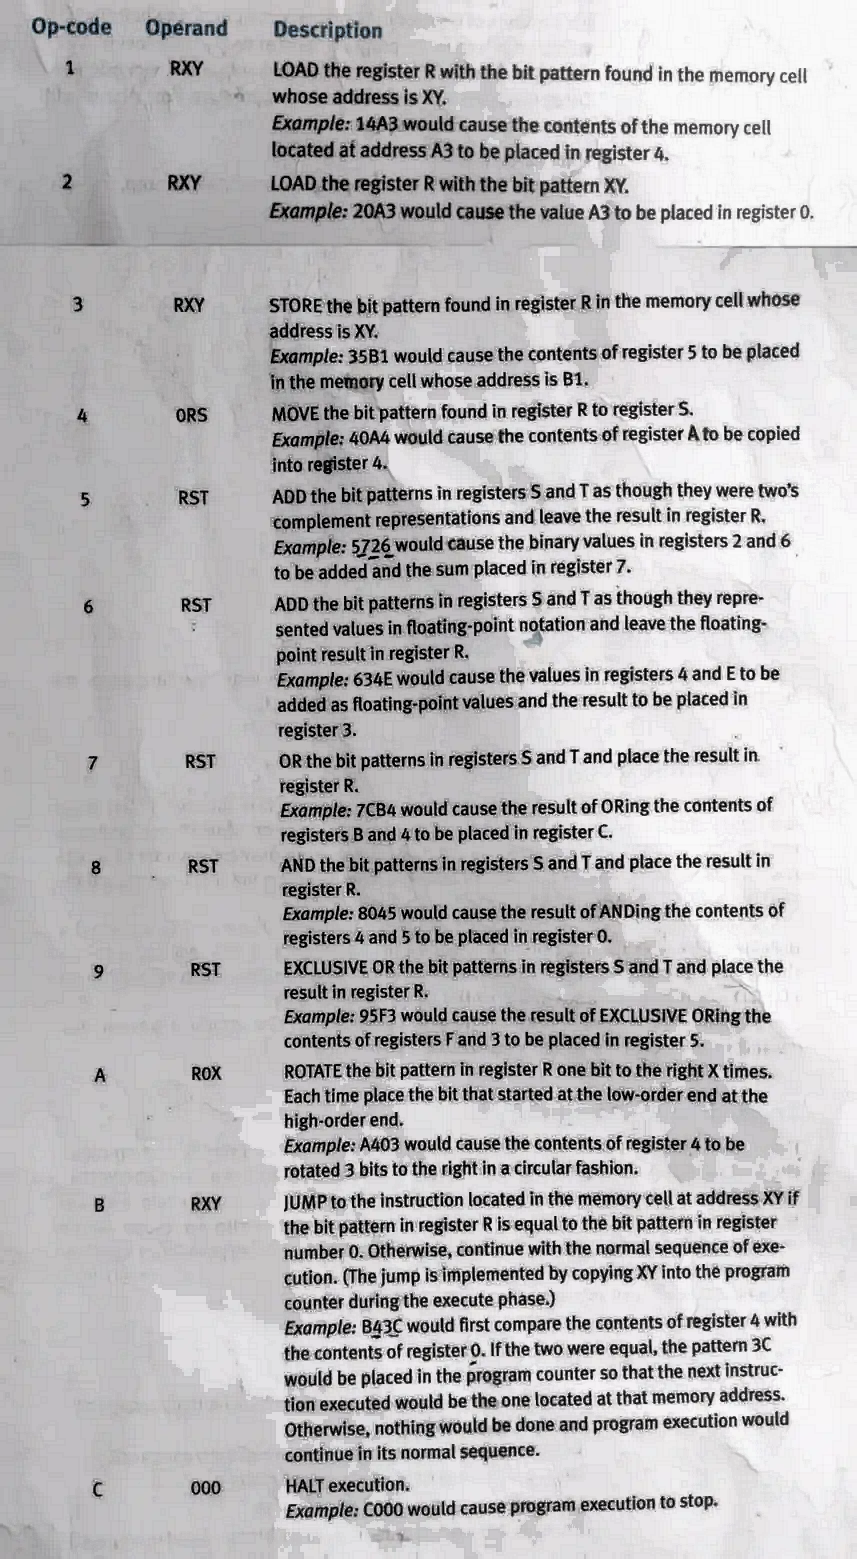 Op-code Operand Description
1 RXY LOAD the register R with the bit pattern found in the memory cell
whose address is XY.
Example: 14A3 would cause the contents of the memory cell
located at address A3 to be placed in register 4.
2 RXY LOAD the register R with the bit pattern XY.
Example: 20A3 would cause the value A3 to be placed in register 0.
3 RXY STORE the bit pattern found in register R in the memory cell whose
address is XY.
Example: 35B1 would cause the contents of register 5 to be placed
in the memory cell whose address is B1.
4 0RS MOVE the bit pattern found in register R to register S.
Example: 40A4 would cause the contents of register A to be copied
into register 4.
5 RST ADD the bit patterns in registers S and T as though they were two's
complement representations and leave the result in register R.
Example: 5726 would cause the binary values in registers 2 and 6
to be added and the sum placed in register 7.
6 RST ADD the bit patterns in registers S and T as though they repre-
sented values in floating-point notation and leave the floating-
point result in register R.
Example: 634E would cause the values in registers 4 and E to be
added as floating-point values and the result to be placed in
register 3.
7 RST OR the bit patterns in registers S and T and place the result in
register R.
Example: 7CB4 would cause the result of ORing the contents of
registers B and 4 to be placed in register C.
8 RST AND the bit patterns in registers S and T and place the result in
register R.
Example: 8045 would cause the result of ANDing the contents of
registers 4 and 5 to be placed in register 0.
9 RST EXCLUSIVE OR the bit patterns in registers S and T and place the
result in register R.
Example: 95F3 would cause the result of EXCLUSIVE ORing the
contents of registers F and 3 to be placed in register 5.
A R0X ROTATE the bit pattern in register R one bit to the right X times.
Each time place the bit that started at the low-order end at the
high-order end.
Example: A403 would cause the contents of register 4 to be
rotated 3 bits to the right in a circular fashion.
B RXY JUMP to the instruction located in the memory cell at address XY if
the bit pattern in register R is equal to the bit pattern in register
number 0. Otherwise, continue with the normal sequence of exe-
cution. (The jump is implemented by copying XY into the program
counter during the execute phase.)
Example: B43C would first compare the contents of register 4 with
the contents of register 0. If the two were equal, the pattern 3C
would be placed in the program counter so that the next instruc-
tion executed would be the one located at that memory address.
Otherwise, nothing would be done and program execution would
continue in its normal sequence.
C 000 HALT execution.
Example: C000 would cause program execution to stop.